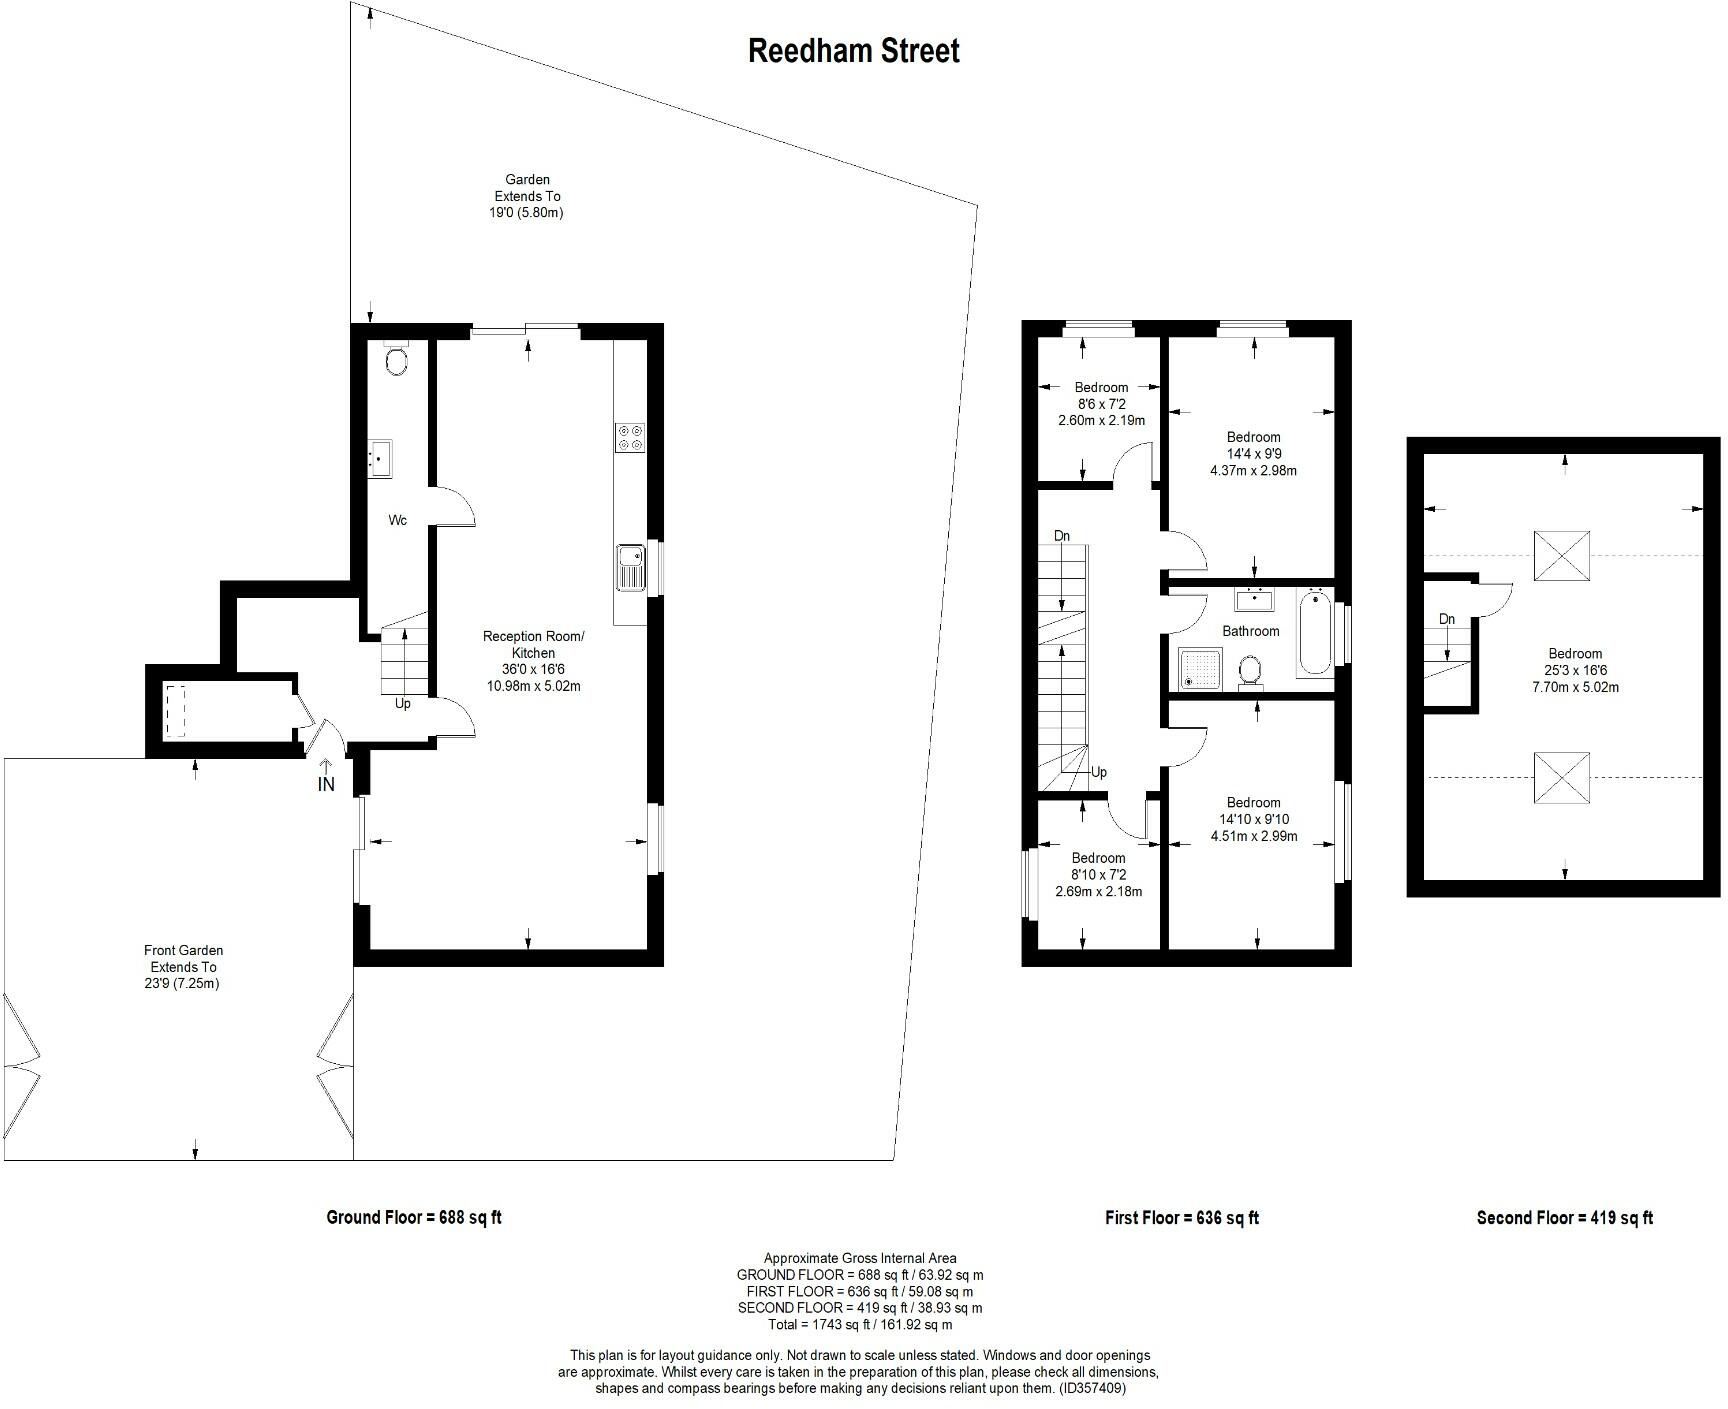 Reedham Street
Garden
Extends To
19'0 (5.80m)
Wc
Up
IN
Reception Room/
Kitchen
36'0 x 16'6
10.98m x 5.02m
Front Garden
Extends To
23'9 (7.25m)
Bedroom
8'6 x 7'2
2.60m x 2.19m
Bedroom
14'4 x 9'9
4.37m x 2.98m
Dn
Bathroom
Up
Bedroom
14'10 x 9'10
4.51m x 2.99m
Bedroom
8'10 x 7'2
2.69m x 2.18m
Dn
Bedroom
25'3 x 16'6
7.70m x 5.02m
Ground Floor = 688 sq ft
First Floor = 636 sq ft
Second Floor = 419 sq ft
Approximate Gross Internal Area
GROUND FLOOR = 688 sq ft / 63.92 sq m
FIRST FLOOR = 636 sq ft / 59.08 sq m
SECOND FLOOR = 419 sq ft / 38.93 sq m
Total = 1743 sq ft / 161.92 sq m
This plan is for layout guidance only. Not drawn to scale unless stated. Windows and door openings
are approximate. Whilst every care is taken in the preparation of this plan, please check all dimensions,
shapes and compass bearings before making any decisions reliant upon them. (ID357409)